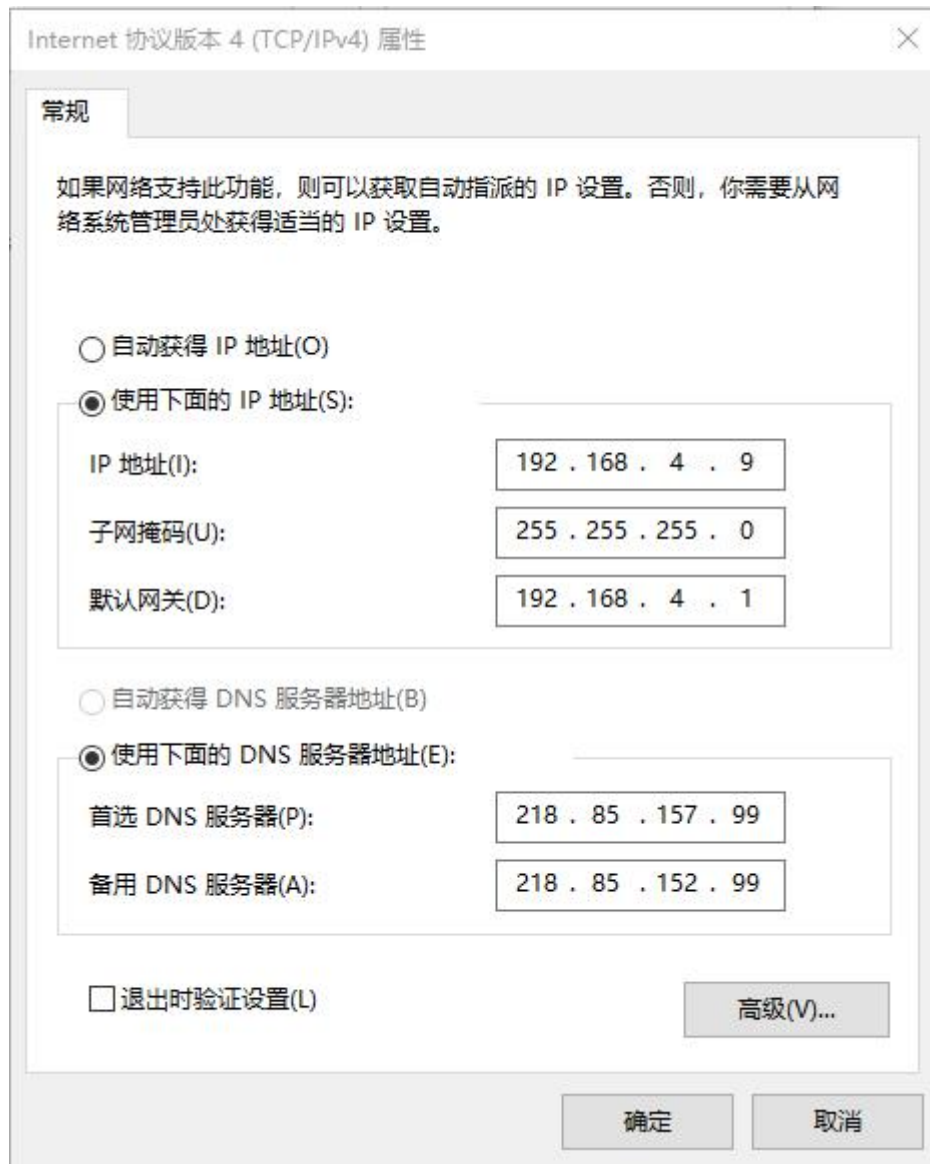 Internet 协议版本 4 (TCP/IPv4) 属性
常规
如果网络支持此功能，则可以获取自动指派的 IP 设置。否则，你需要从网
络系统管理员处获得适当的 IP 设置。
自动获得 IP 地址(O)
使用下面的 IP 地址(S):
IP 地址(I): 192 . 168 . 4 . 9
子网掩码(U): 255 . 255 . 255 . 0
默认网关(D): 192 . 168 . 4 . 1
自动获得 DNS 服务器地址(B)
使用下面的 DNS 服务器地址(E):
首选 DNS 服务器(P): 218 . 85 . 157 . 99
备用 DNS 服务器(A): 218 . 85 . 152 . 99
退出时验证设置(L)
高级(V)...
确定 取消